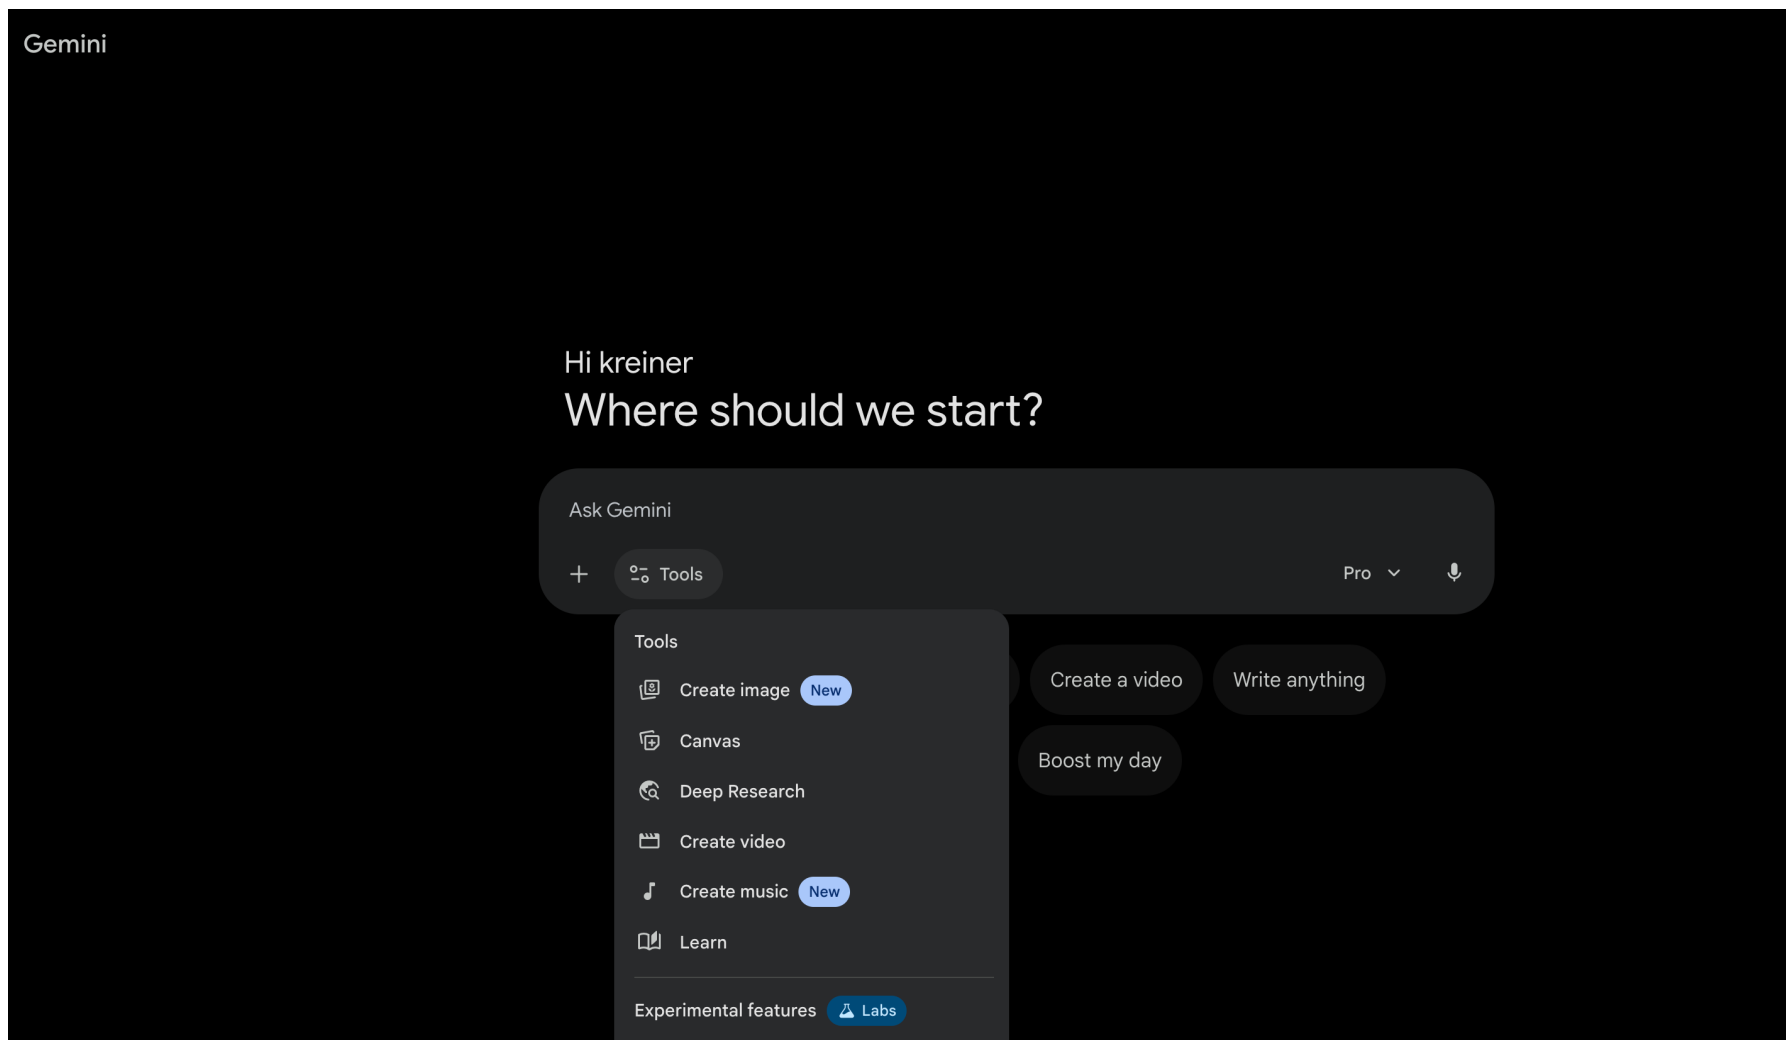 Gemini
Hi kreiner
Where should we start?
Ask Gemini
Tools
Pro
Tools
Create image New
Canvas
Deep Research
Create video
Create music New
Learn
Experimental features Labs
Create a video
Write anything
Boost my day